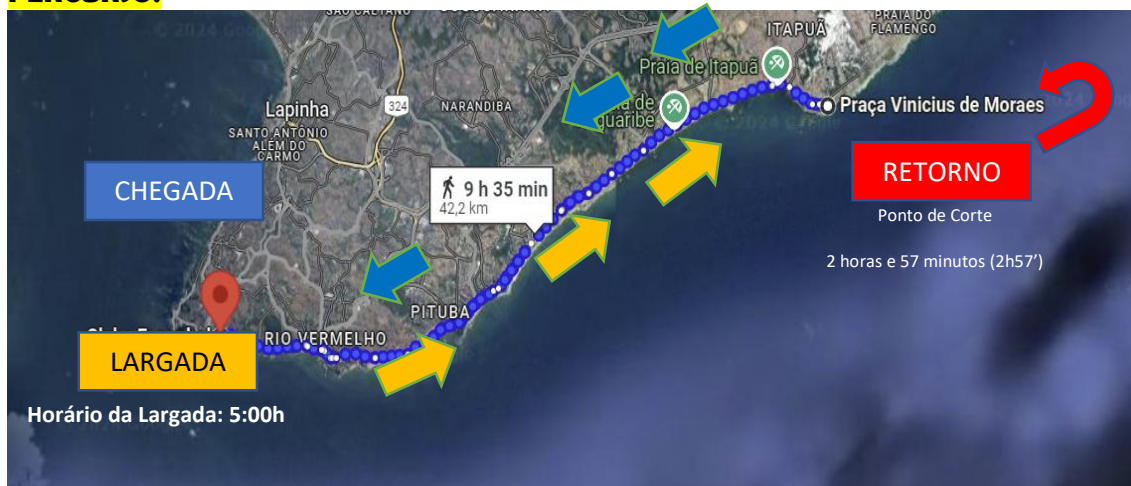 PERCURSO:
SANTO ANTÔNIO
ALÉM DO
CARMO
Lapinha
324
NARANDIBA
ITAPUÃ
PRAIA DO
FLAMENGO
Praia de Itapuã
Praça Vinicius de Moraes
CHEGADA
9 h 35 min
42,2 km
RETORNO
Ponto de Corte
2 horas e 57 minutos (2h57’)
PITUBA
RIO VERMELHO
LARGADA
Horário da Largada: 5:00h